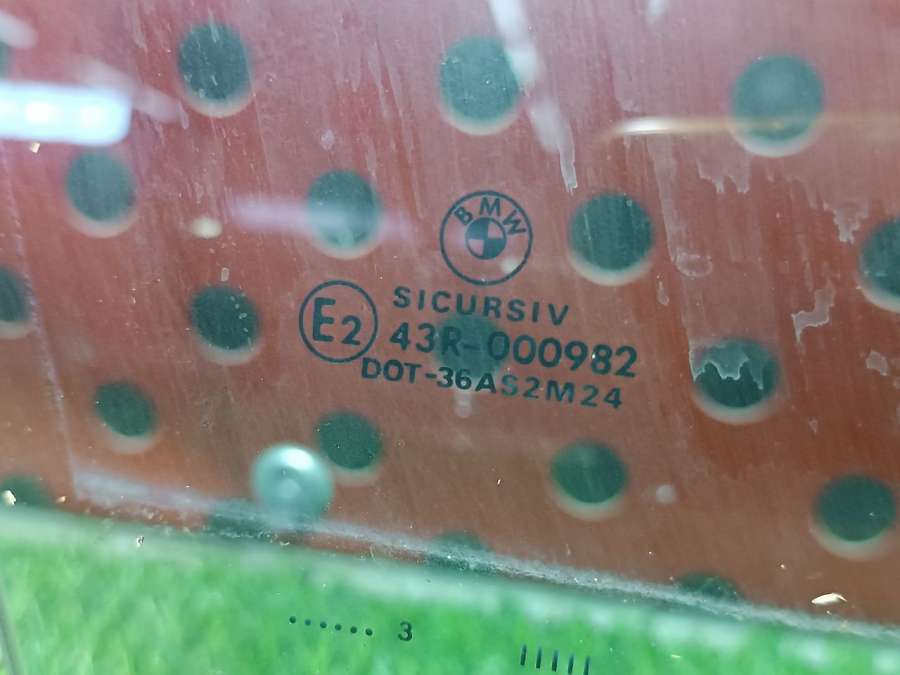 BMW
SICURSIV
E2
43R-000982
DOT-36AS2M24
...... 3